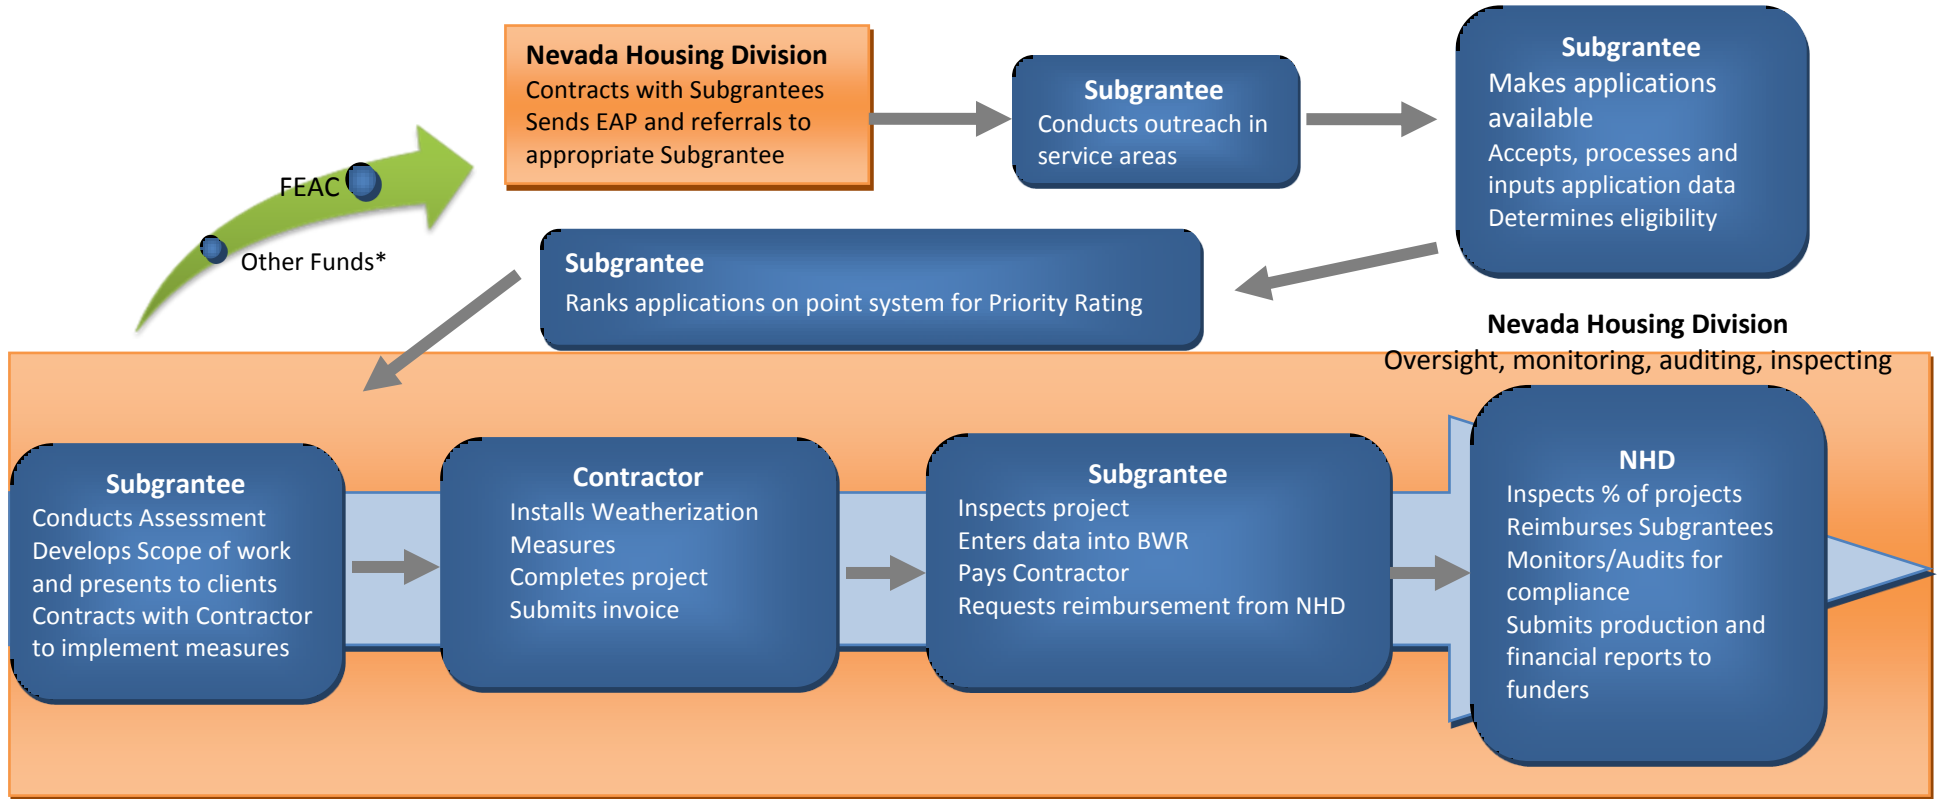 Nevada Housing Division
Contracts with Subgrantees
Sends EAP and referrals to
appropriate Subgrantee
Subgrantee
Conducts outreach in
service areas
Subgrantee
Makes applications
available
Accepts, processes and
inputs application data
Determines eligibility
FEAC
Other Funds*
Subgrantee
Ranks applications on point system for Priority Rating
Nevada Housing Division
Oversight, monitoring, auditing, inspecting
Subgrantee
Conducts Assessment
Develops Scope of work
and presents to clients
Contracts with Contractor
to implement measures
Contractor
Installs Weatherization
Measures
Completes project
Submits invoice
Subgrantee
Inspects project
Enters data into BWR
Pays Contractor
Requests reimbursement from NHD
NHD
Inspects % of projects
Reimburses Subgrantees
Monitors/Audits for
compliance
Submits production and
financial reports to
funders